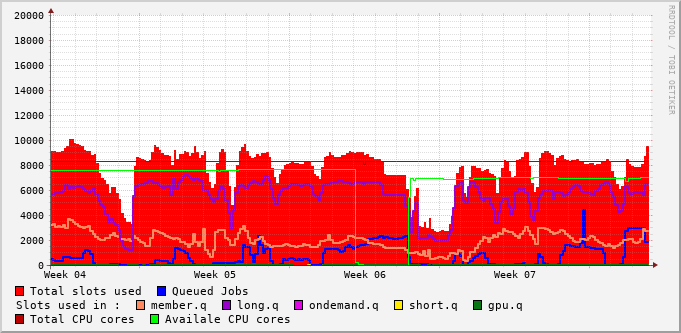 20000
18000
16000
14000
12000
10000
8000
6000
4000
2000
0
Week 04 Week 05 Week 06 Week 07
Total slots used Queued Jobs
Slots used in : member.q long.q ondemand.q short.q gpu.q
Total CPU cores Availale CPU cores
RRDTOOL / TOBI OETIKER